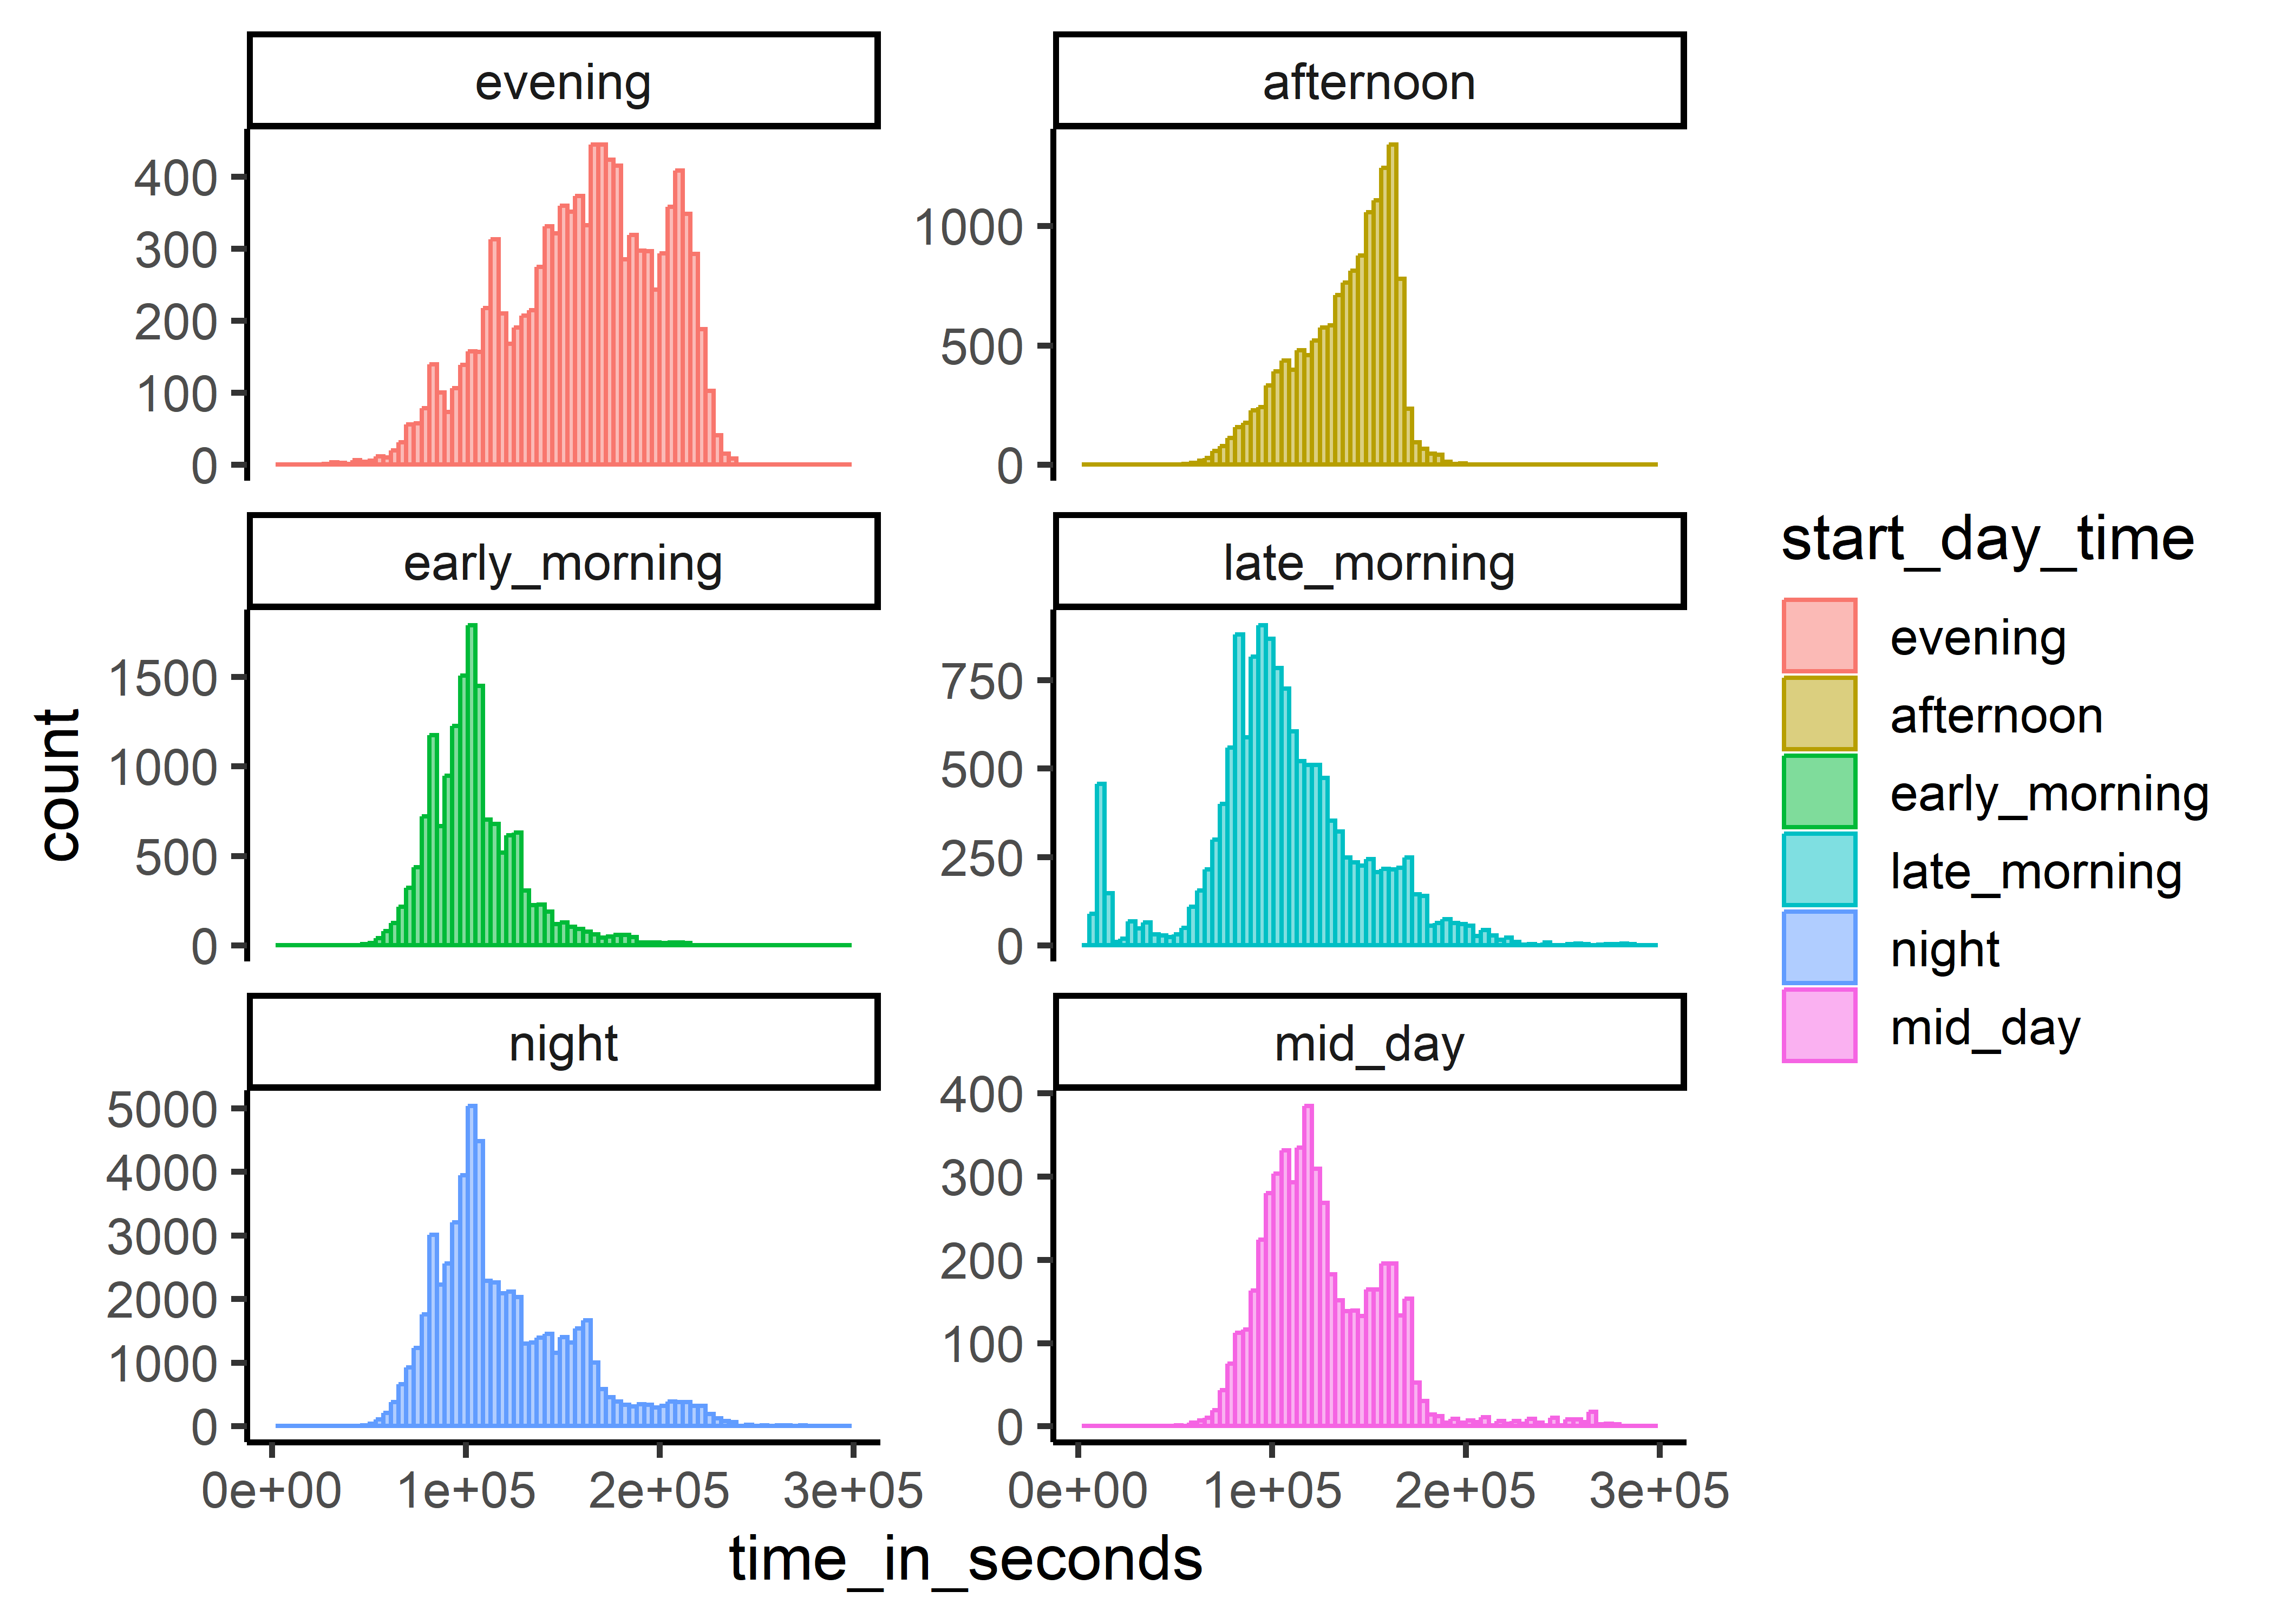 evening
afternoon
400
300
200
100
0
1000
500
0
early_morning
late_morning
1500
1000
500
0
750
500
250
0
night
mid_day
5000
4000
3000
2000
1000
0
400
300
200
100
0
0e+00 1e+05 2e+05 3e+05
0e+00 1e+05 2e+05 3e+05
time_in_seconds
count
start_day_time
evening
afternoon
early_morning
late_morning
night
mid_day